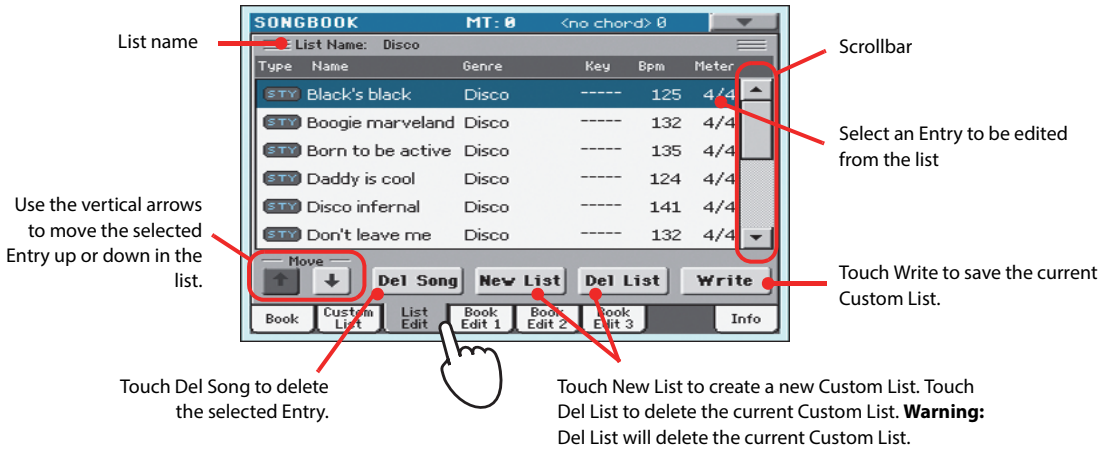 SONGBOOK MT: 0 <no chord> 0
List name
List Name: Disco
Scrollbar
Type Name Genre Key Bpm Meter
STY Black's black Disco ----- 125 4/4
STY Boogie marveland Disco ----- 132 4/4
STY Born to be active Disco ----- 135 4/4
STY Daddy is cool Disco ----- 124 4/4
STY Disco infernal Disco ----- 141 4/4
STY Don't leave me Disco ----- 132 4/4
Select an Entry to be edited
from the list
Use the vertical arrows
to move the selected
Entry up or down in the
list.
Move
Del Song New List Del List Write
Touch Write to save the current
Custom List.
Book Custom List List Edit Book Edit 1 Book Edit 2 Book Edit 3 Info
Touch Del Song to delete
the selected Entry.
Touch New List to create a new Custom List. Touch
Del List to delete the current Custom List. Warning:
Del List will delete the current Custom List.